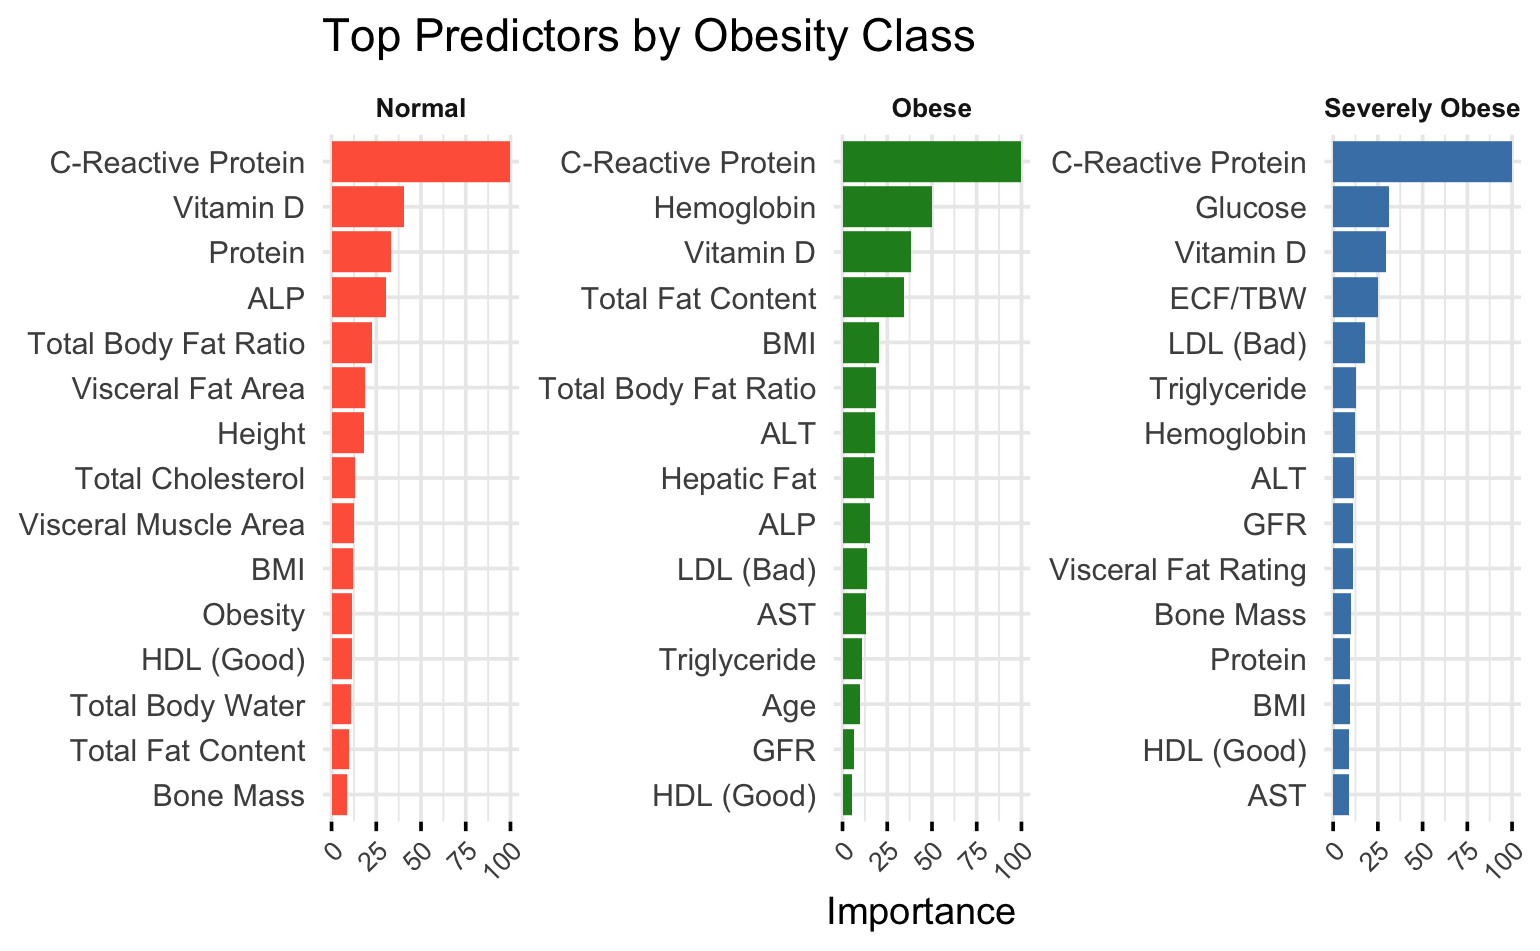 Top Predictors by Obesity Class
Normal
C-Reactive Protein
Vitamin D
Protein
ALP
Total Body Fat Ratio
Visceral Fat Area
Height
Total Cholesterol
Visceral Muscle Area
BMI
Obesity
HDL (Good)
Total Body Water
Total Fat Content
Bone Mass
0 25 50 75 100
Obese
C-Reactive Protein
Hemoglobin
Vitamin D
Total Fat Content
BMI
Total Body Fat Ratio
ALT
Hepatic Fat
ALP
LDL (Bad)
AST
Triglyceride
Age
GFR
HDL (Good)
0 25 50 75 100
Severely Obese
C-Reactive Protein
Glucose
Vitamin D
ECF/TBW
LDL (Bad)
Triglyceride
Hemoglobin
ALT
GFR
Visceral Fat Rating
Bone Mass
Protein
BMI
HDL (Good)
AST
0 25 50 75 100
Importance